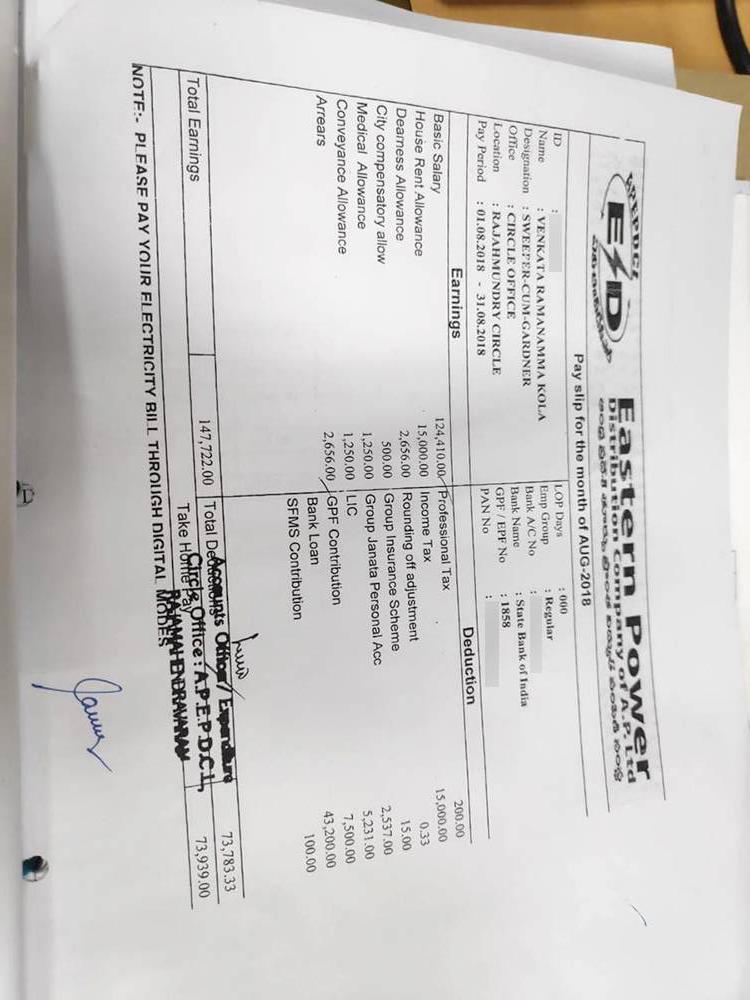 Eastern Power
Distribution Company of A.P. Ltd
Pay slip for the month of AUG-2018
ID :
LOP Days : 000
Name : VENKATA RAMANAMMA KOLA
Emp Group : Regular
Designation : SWEEPER-CUM-GARDNER
Bank A/C No :
Office : CIRCLE OFFICE
Bank Name : State Bank of India
Location : RAJAHMUNDRY CIRCLE
GPF / EPF No : 1858
Pay Period : 01.08.2018 - 31.08.2018
PAN No :
Earnings
Deduction
Basic Salary 124,410.00
Professional Tax 200.00
House Rent Allowance 15,000.00
Income Tax 15,000.00
Dearness Allowance 2,656.00
Rounding off adjustment 0.33
City compensatory allow 500.00
Group Insurance Scheme 15.00
Medical Allowance 1,250.00
Group Janata Personal Acc 2,537.00
Conveyance Allowance 1,250.00
LIC 5,231.00
Arrears 2,656.00
GPF Contribution 7,500.00
Bank Loan 43,200.00
SFMS Contribution 100.00
Total Earnings 147,722.00
Total Deductions 73,783.33
Take Home Pay 73,939.00
Accounts Officer/ Expenditure
Circle Office : A.P.E.P.D.C.L,
RAJAMAHENDRAVARAM
NOTE:- PLEASE PAY YOUR ELECTRICITY BILL THROUGH DIGITAL MODES